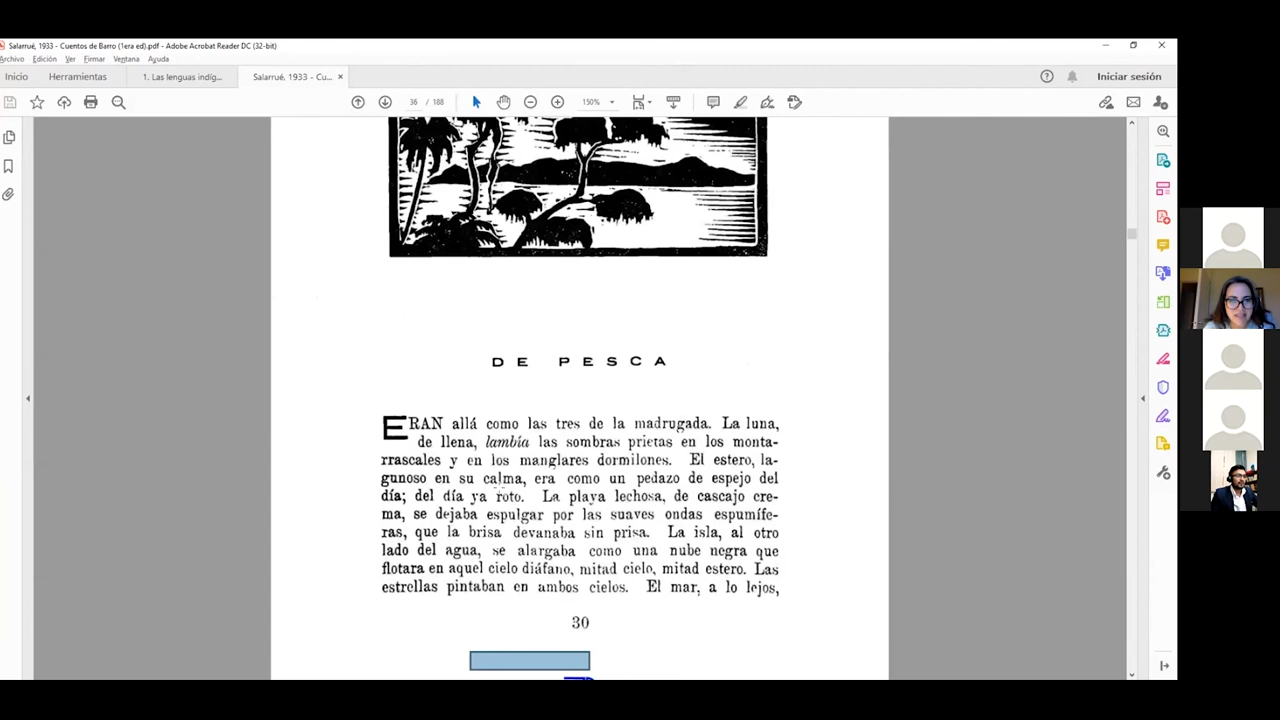 Salarrué, 1933 - Cuentos de Barro (1era ed).pdf - Adobe Acrobat Reader DC (32-bit)
Archivo Edición Ver Firmar Ventana Ayuda
Inicio Herramientas 1. Las lenguas indíg... Salarrué, 1933 - Cu... Iniciar sesión
36 / 188 150%
DE PESCA
ERAN allá como las tres de la madrugada. La luna,
de llena, lambía las sombras prietas en los monta-
rrascales y en los manglares dormilones. El estero, la-
gunoso en su calma, era como un pedazo de espejo del
día; del día ya roto. La playa lechosa, de cascajo cre-
ma, se dejaba espulgar por las suaves ondas espumífe-
ras, que la brisa devanaba sin prisa. La isla, al otro
lado del agua, se alargaba como una nube negra que
flotara en aquel cielo diáfano, mitad cielo, mitad estero. Las
estrellas pintaban en ambos cielos. El mar, a lo lejos,
30